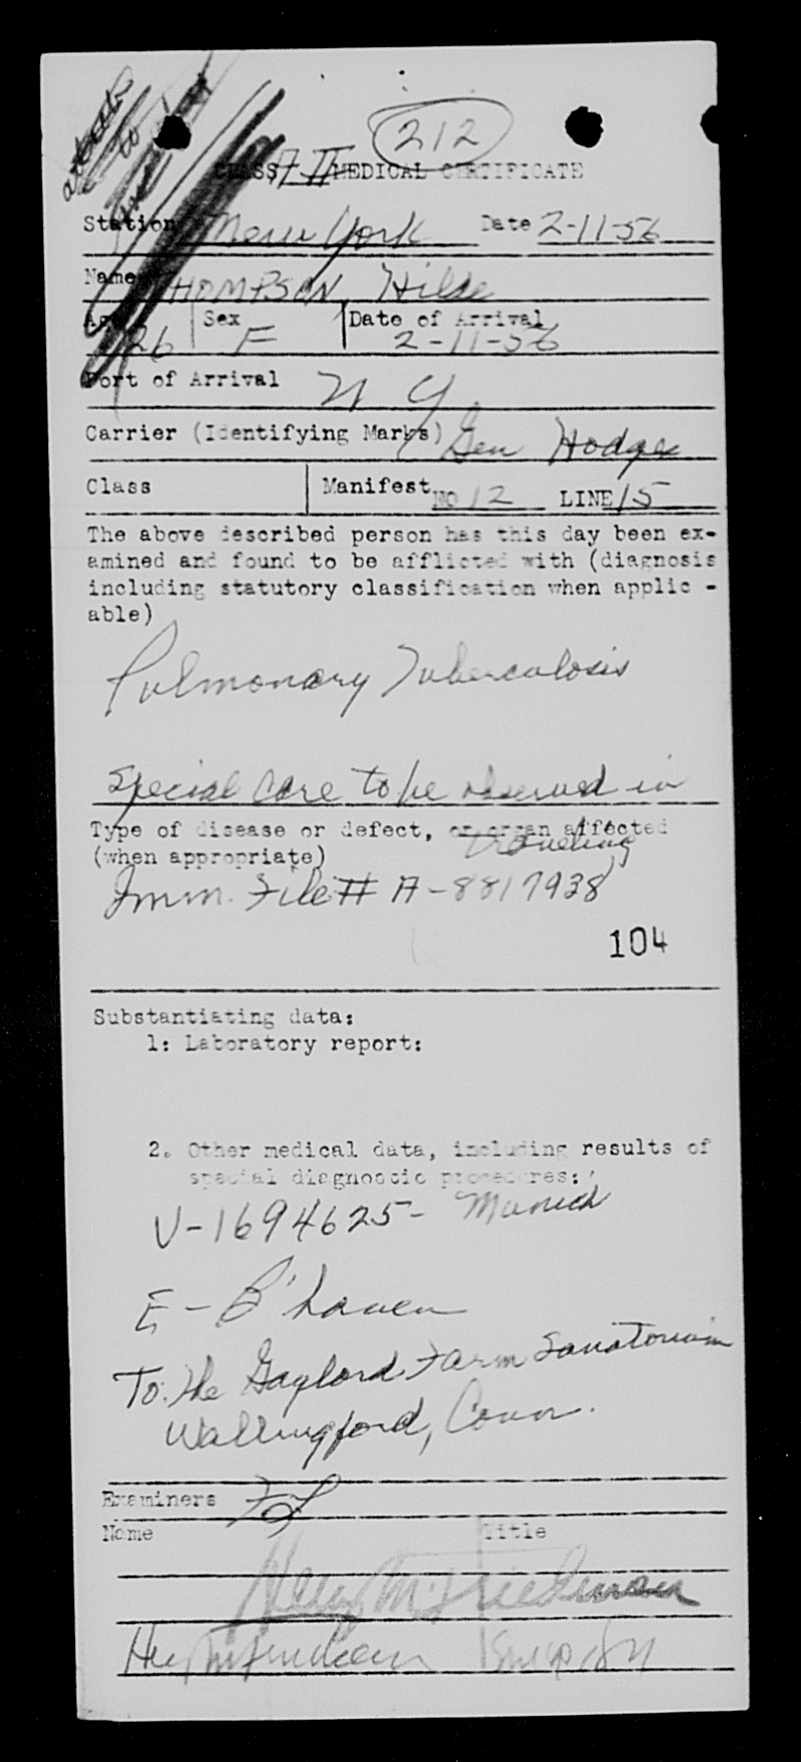 212
CLASS A II MEDICAL CERTIFICATE
Station New York Date 2-11-56
Name THOMPSON, Hilde
Age 26 Sex F Date of Arrival 2-11-56
Port of Arrival N Y
Carrier (Identifying Marks) Gen Hodges
Class Manifest NO 12 LINE 15
The above described person has this day been ex-
amined and found to be afflicted with (diagnosis
including statutory classification when applic -
able)
Pulmonary Tuberculosis
Special care to be observed in
traveling
Type of disease or defect, or organ affected
(when appropriate)
Imm. File # A-8817938
104
Substantiating data:
1: Laboratory report:
2. Other medical data, including results of
special diagnostic procedures:
V-1694625- Munich
E - B'haven
To: the Gaylord Farm Sanatorium
Wallingford, Conn.
Examiners
Name Title